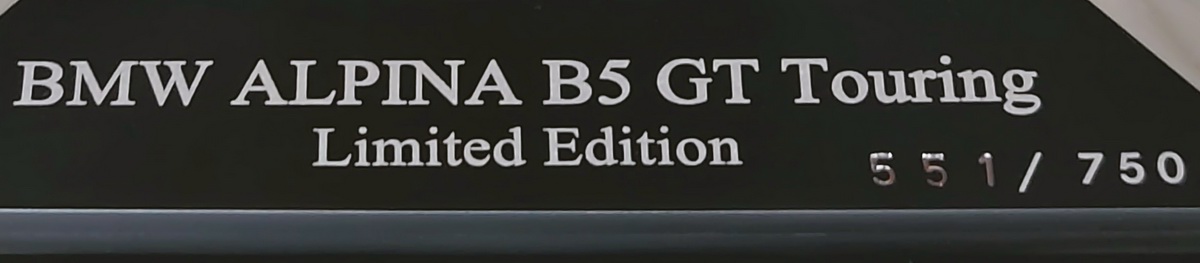 BMW ALPINA B5 GT Touring
Limited Edition
551/750